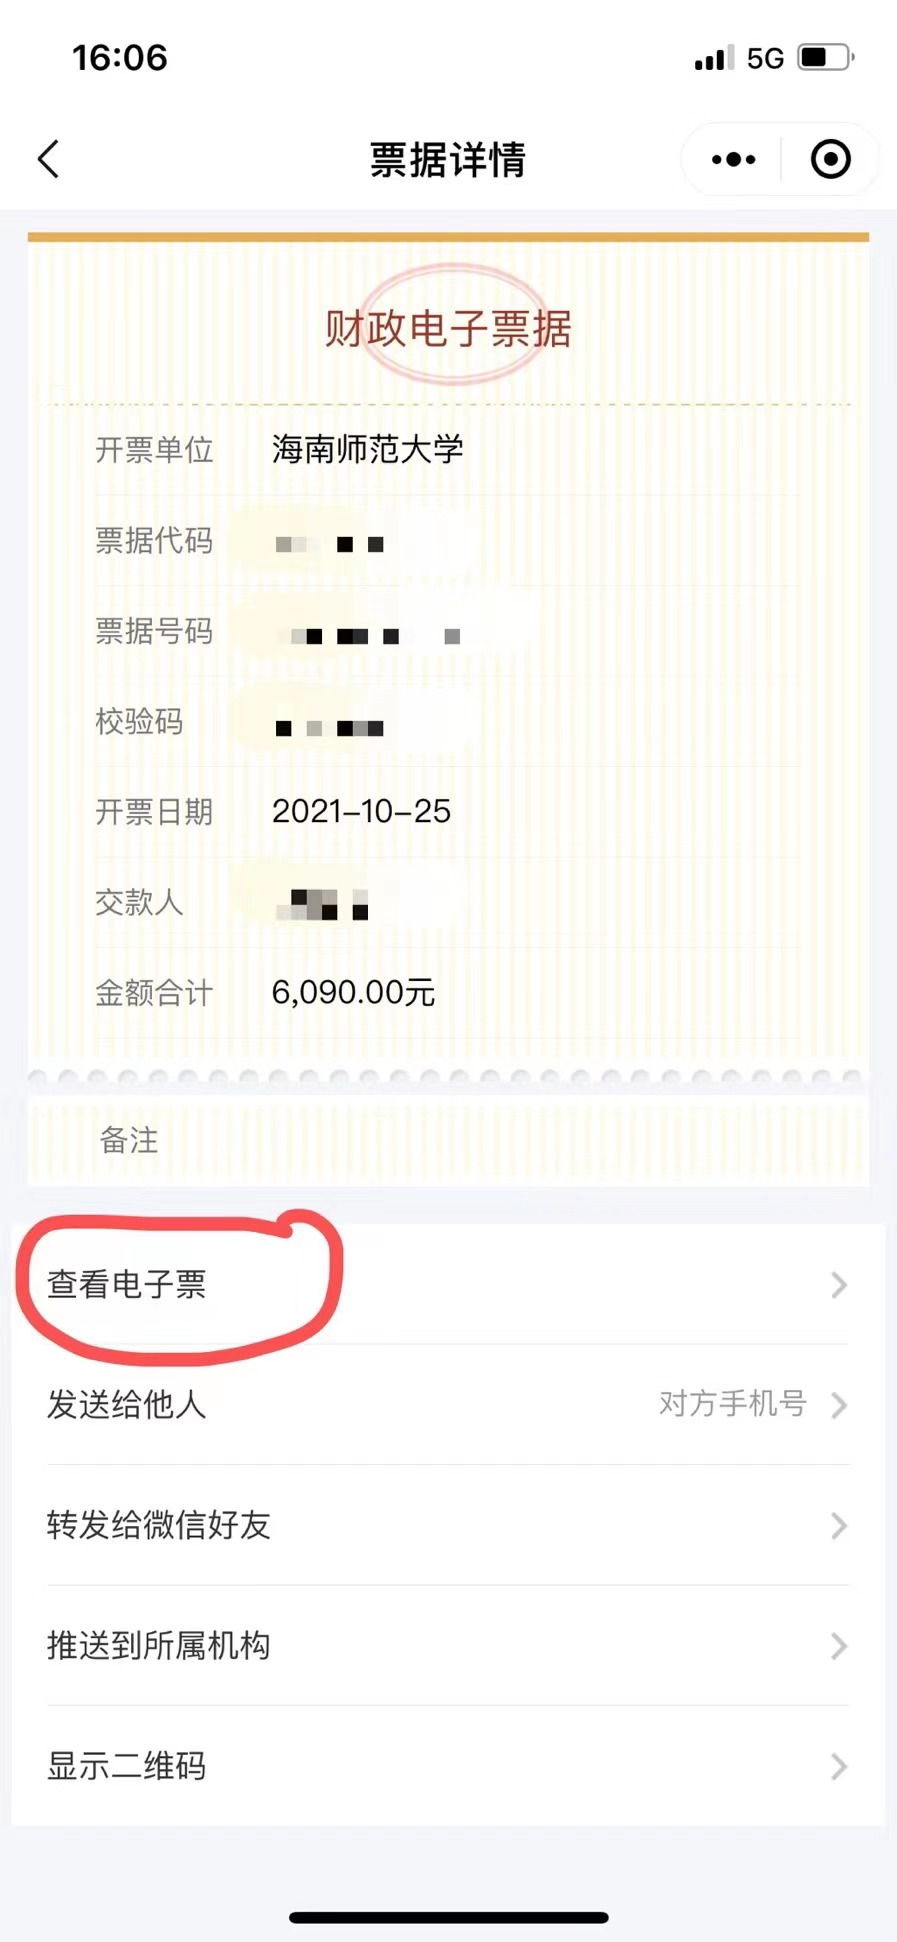 16:06
5G
票据详情
财政电子票据
开票单位 海南师范大学
票据代码
票据号码
校验码
开票日期 2021-10-25
交款人
金额合计 6,090.00元
备注
查看电子票
发送给他人 对方手机号
转发给微信好友
推送到所属机构
显示二维码